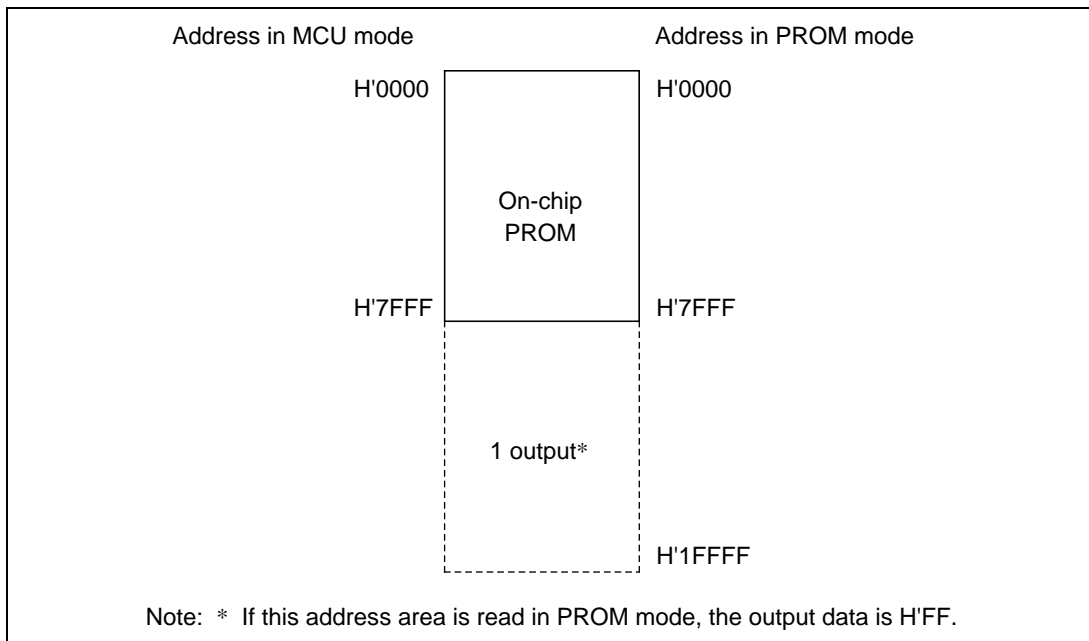 Address in MCU mode Address in PROM mode
H'0000 H'0000
On-chip
PROM
H'7FFF H'7FFF
1 output*
H'1FFFF
Note: * If this address area is read in PROM mode, the output data is H'FF.